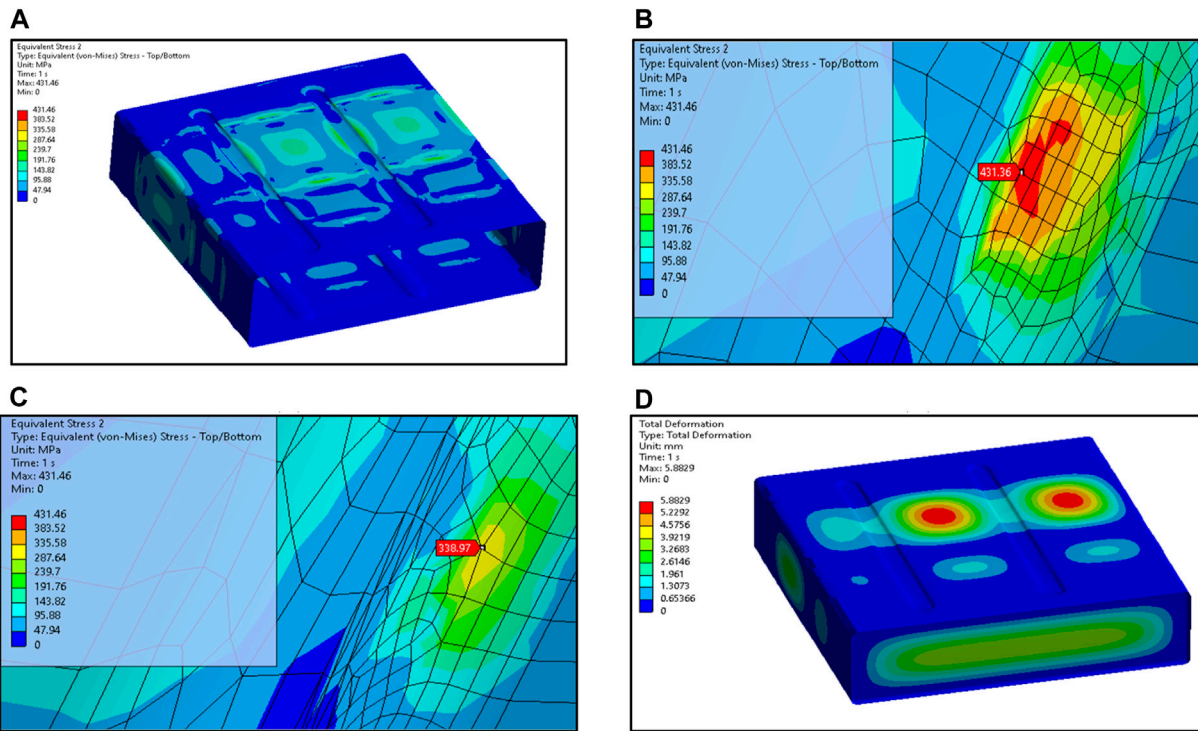 A
Equivalent Stress 2
Type: Equivalent (von-Mises) Stress - Top/Bottom
Unit: MPa
Time: 1 s
Max: 431.46
Min: 0
431.46
383.52
335.58
287.64
239.7
191.76
143.82
95.88
47.94
0
B
Equivalent Stress 2
Type: Equivalent (von-Mises) Stress - Top/Bottom
Unit: MPa
Time: 1 s
Max: 431.46
Min: 0
431.46
383.52
335.58
287.64
239.7
191.76
143.82
95.88
47.94
0
431.36
C
Equivalent Stress 2
Type: Equivalent (von-Mises) Stress - Top/Bottom
Unit: MPa
Time: 1 s
Max: 431.46
Min: 0
431.46
383.52
335.58
287.64
239.7
191.76
143.82
95.88
47.94
0
338.97
D
Total Deformation
Type: Total Deformation
Unit: mm
Time: 1 s
Max: 5.8829
Min: 0
5.8829
5.2292
4.5756
3.9219
3.2683
2.6146
1.961
1.3073
0.65366
0